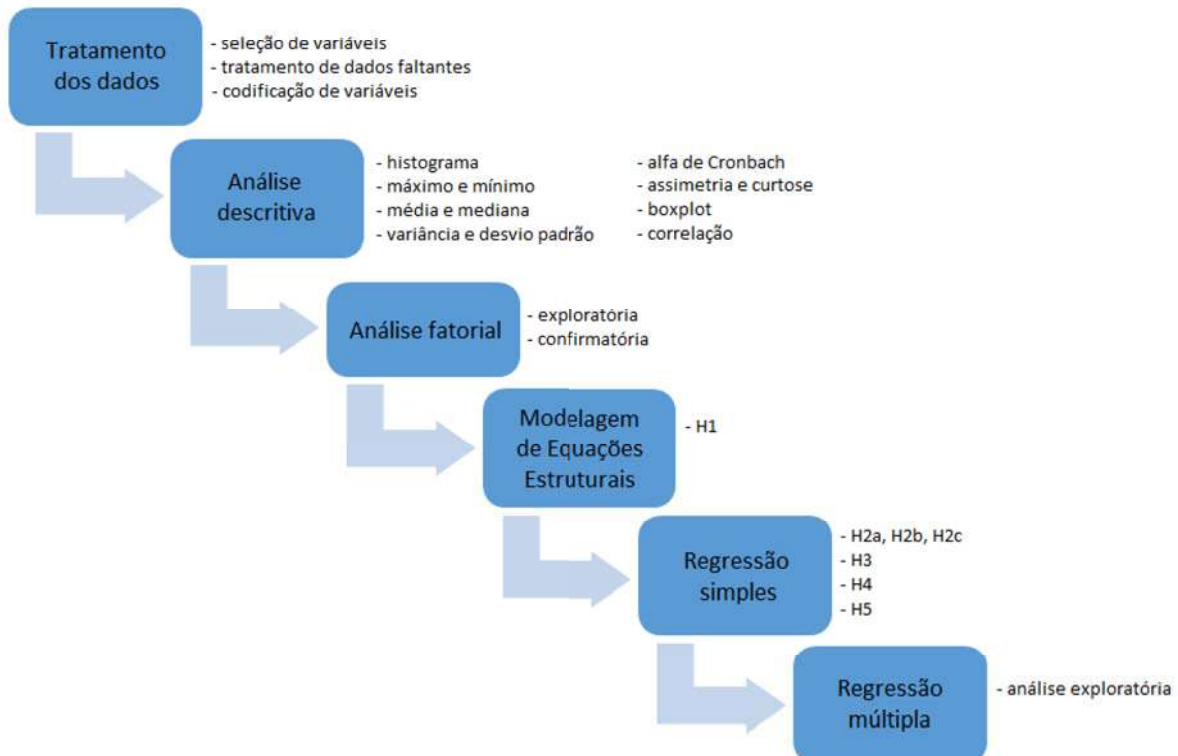 Tratamento
dos dados
- seleção de variáveis
- tratamento de dados faltantes
- codificação de variáveis
Análise
descritiva
- histograma
- máximo e mínimo
- média e mediana
- variância e desvio padrão
- alfa de Cronbach
- assimetria e curtose
- boxplot
- correlação
Análise fatorial
- exploratória
- confirmatória
Modelagem
de Equações
Estruturais
- H1
Regressão
simples
- H2a, H2b, H2c
- H3
- H4
- H5
Regressão
múltipla
- análise exploratória